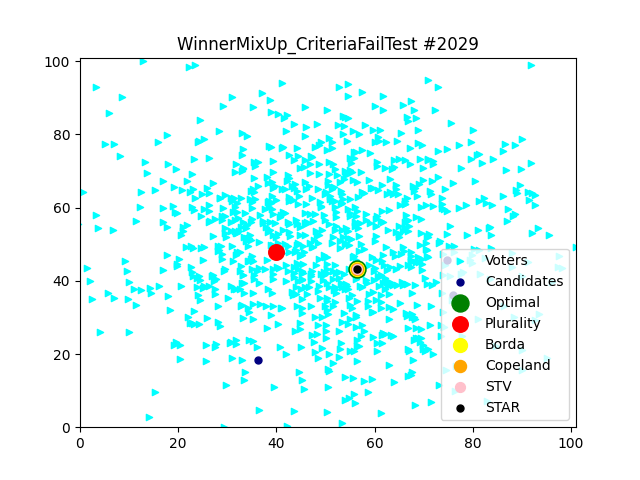 WinnerMixUp_CriteriaFailTest #2029
100
80
60
40
20
0
0 20 40 60 80 100
Voters
Candidates
Optimal
Plurality
Borda
Copeland
STV
STAR